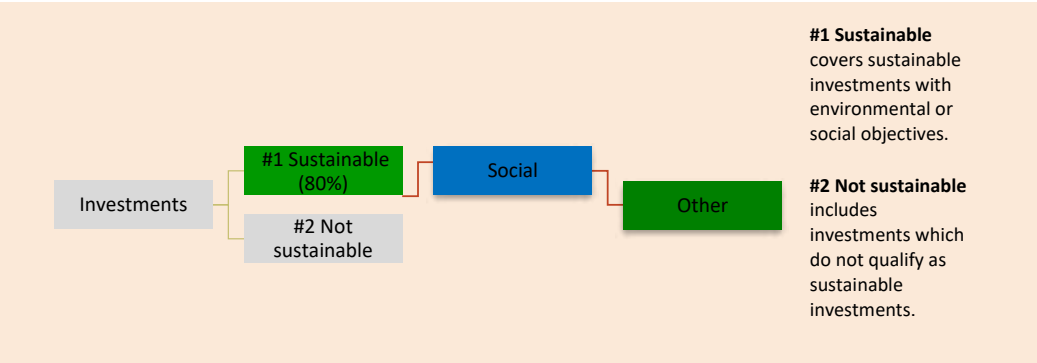 Investments
#1 Sustainable
(80%)
#2 Not
sustainable
Social
Other
#1 Sustainable
covers sustainable
investments with
environmental or
social objectives.
#2 Not sustainable
includes
investments which
do not qualify as
sustainable
investments.